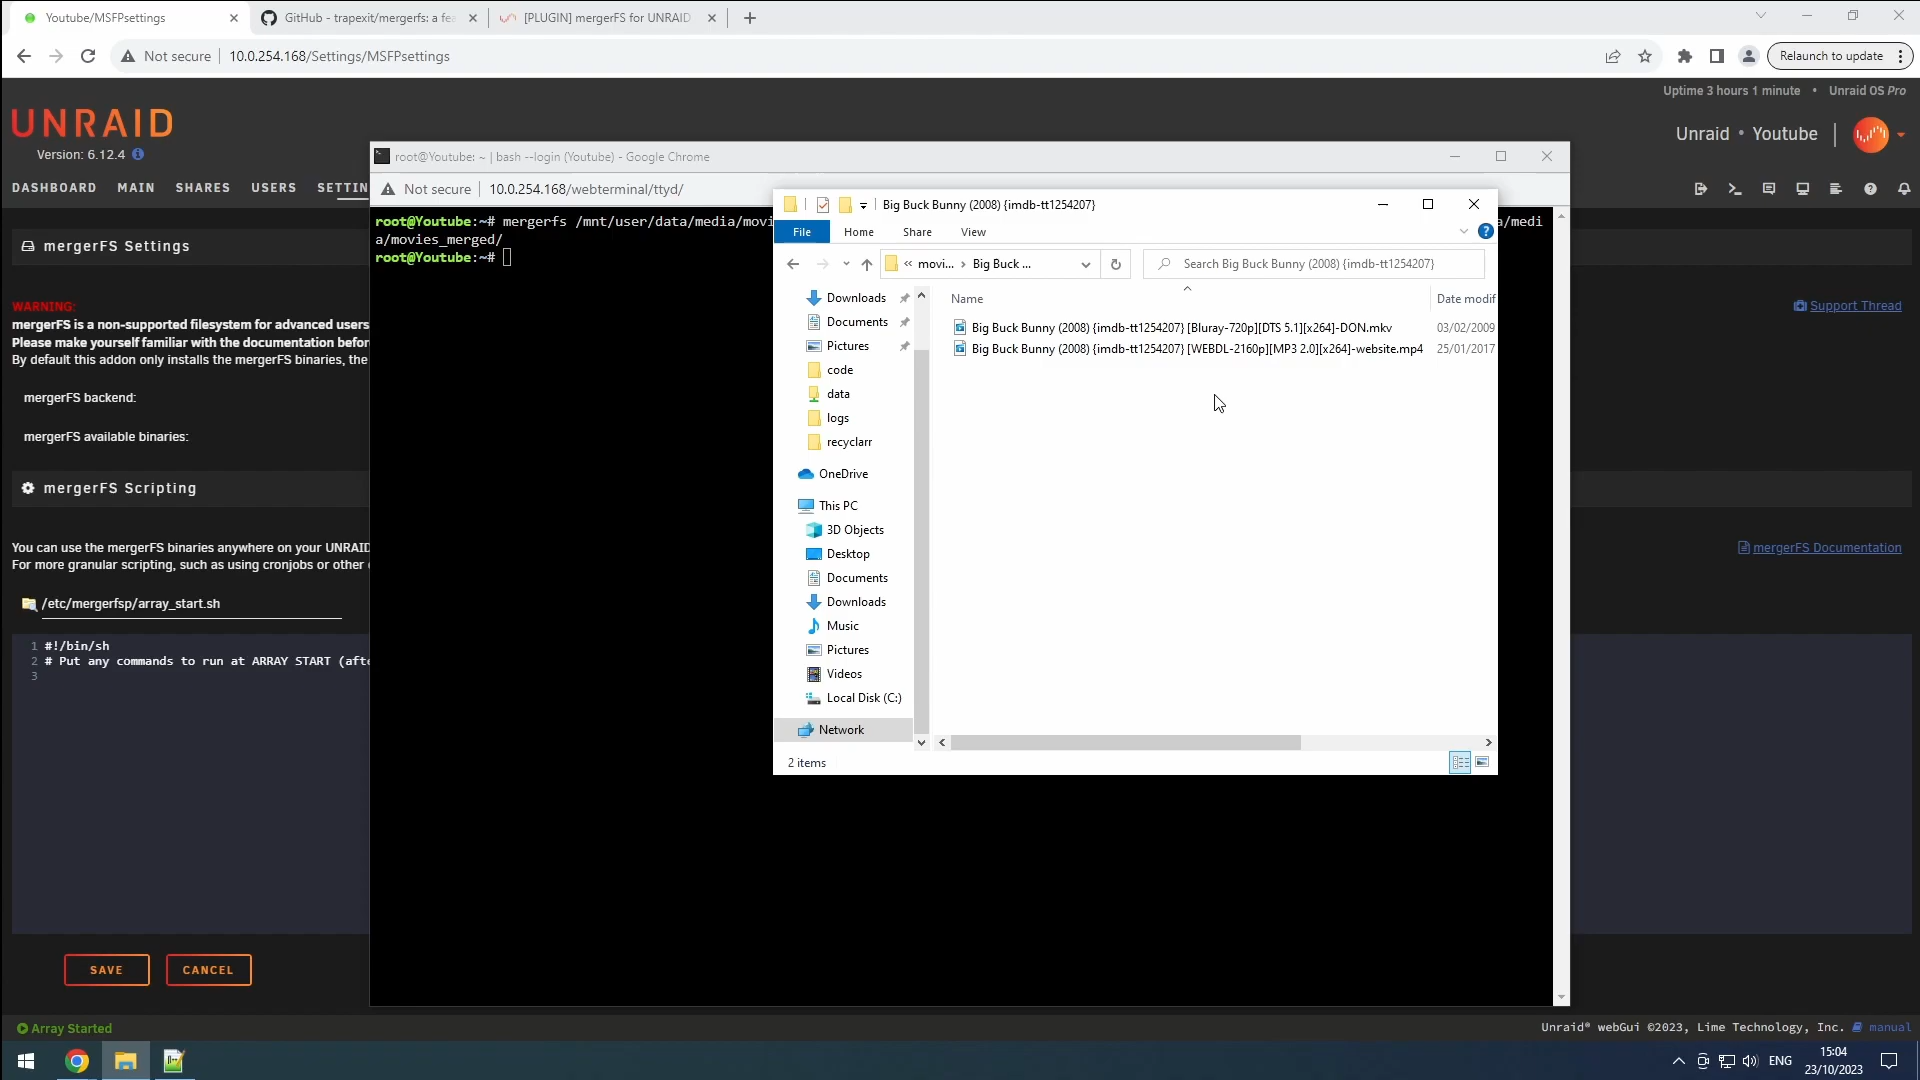 Youtube/MSFPsettings
GitHub - trapexit/mergerfs: a fea
[PLUGIN] mergerFS for UNRAID
Not secure
10.0.254.168/Settings/MSFPsettings
Relaunch to update
Uptime 3 hours 1 minute • Unraid OS Pro
UNRAID
Version: 6.12.4
Unraid • Youtube
DASHBOARD MAIN SHARES USERS SETTIN
root@Youtube: ~ | bash --login (Youtube) - Google Chrome
Not secure
10.0.254.168/webterminal/ttyd/
root@Youtube:~# mergerfs /mnt/user/data/media/movi
a/medi
a/movies_merged/
root@Youtube:~#
Big Buck Bunny (2008) {imdb-tt1254207}
File Home Share View
« movi... › Big Buck ...
Search Big Buck Bunny (2008) {imdb-tt1254207}
Name
Date modif
Big Buck Bunny (2008) {imdb-tt1254207} [Bluray-720p][DTS 5.1][x264]-DON.mkv 03/02/2009
Big Buck Bunny (2008) {imdb-tt1254207} [WEBDL-2160p][MP3 2.0][x264]-website.mp4 25/01/2017
Downloads
Documents
Pictures
code
data
logs
recyclarr
OneDrive
This PC
3D Objects
Desktop
Documents
Downloads
Music
Pictures
Videos
Local Disk (C:)
Network
2 items
mergerFS Settings
WARNING:
mergerFS is a non-supported filesystem for advanced users
Please make yourself familiar with the documentation befor
By default this addon only installs the mergerFS binaries, the
Support Thread
mergerFS backend:
mergerFS available binaries:
mergerFS Scripting
You can use the mergerFS binaries anywhere on your UNRAID
For more granular scripting, such as using cronjobs or other
mergerFS Documentation
/etc/mergerfsp/array_start.sh
1 #!/bin/sh
2 # Put any commands to run at ARRAY START (afte
3
SAVE
CANCEL
Array Started
Unraid® webGui ©2023, Lime Technology, Inc. manual
ENG
15:04
23/10/2023